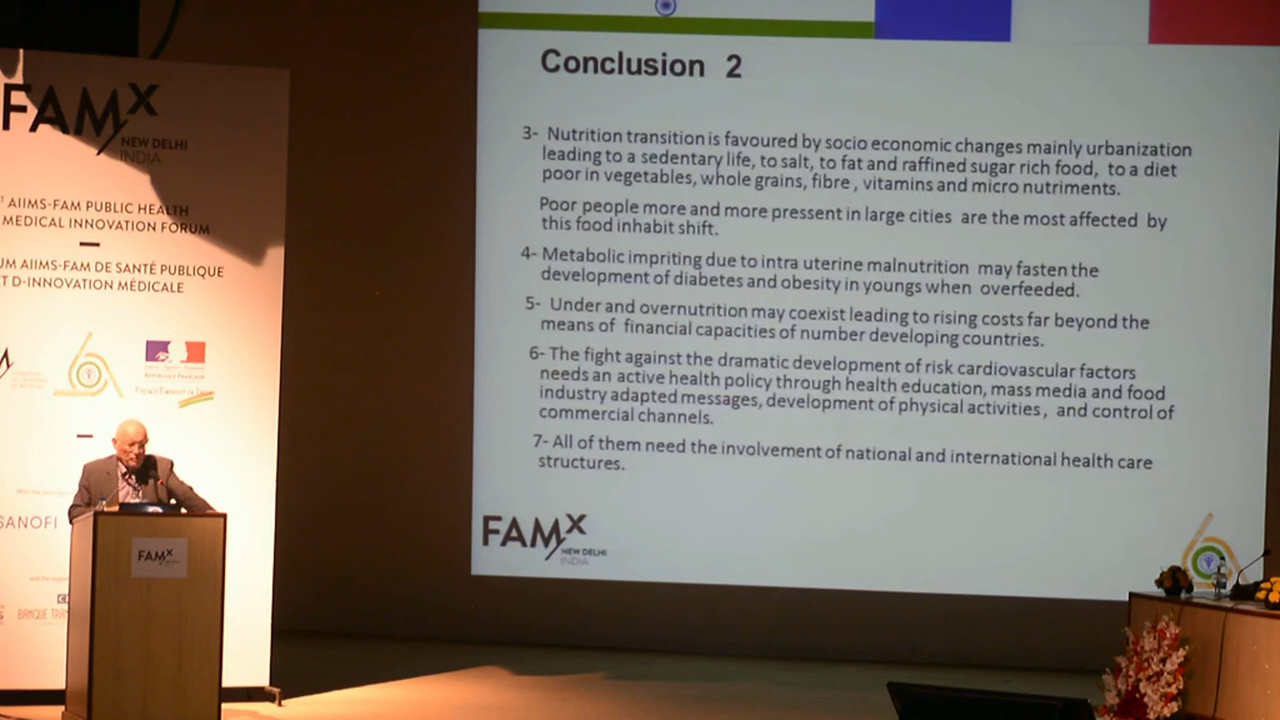 FAMX
NEW DELHI
INDIA
AIIMS-FAM PUBLIC HEALTH
MEDICAL INNOVATION FORUM
UM AIIMS-FAM DE SANTÉ PUBLIQUE
T D-INNOVATION MÉDICALE
SANOFI
BANQUE TRA
FAMX
Conclusion 2
3- Nutrition transition is favoured by socio economic changes mainly urbanization
leading to a sedentary life, to salt, to fat and raffined sugar rich food, to a diet
poor in vegetables, whole grains, fibre , vitamins and micro nutriments.
Poor people more and more pressent in large cities are the most affected by
this food inhabit shift.
4- Metabolic impriting due to intra uterine malnutrition may fasten the
development of diabetes and obesity in youngs when overfeeded.
5- Under and overnutrition may coexist leading to rising costs far beyond the
means of financial capacities of number developing countries.
6- The fight against the dramatic development of risk cardiovascular factors
needs an active health policy through health education, mass media and food
industry adapted messages, development of physical activities , and control of
commercial channels.
7- All of them need the involvement of national and international health care
structures.
FAMX
NEW DELHI
INDIA